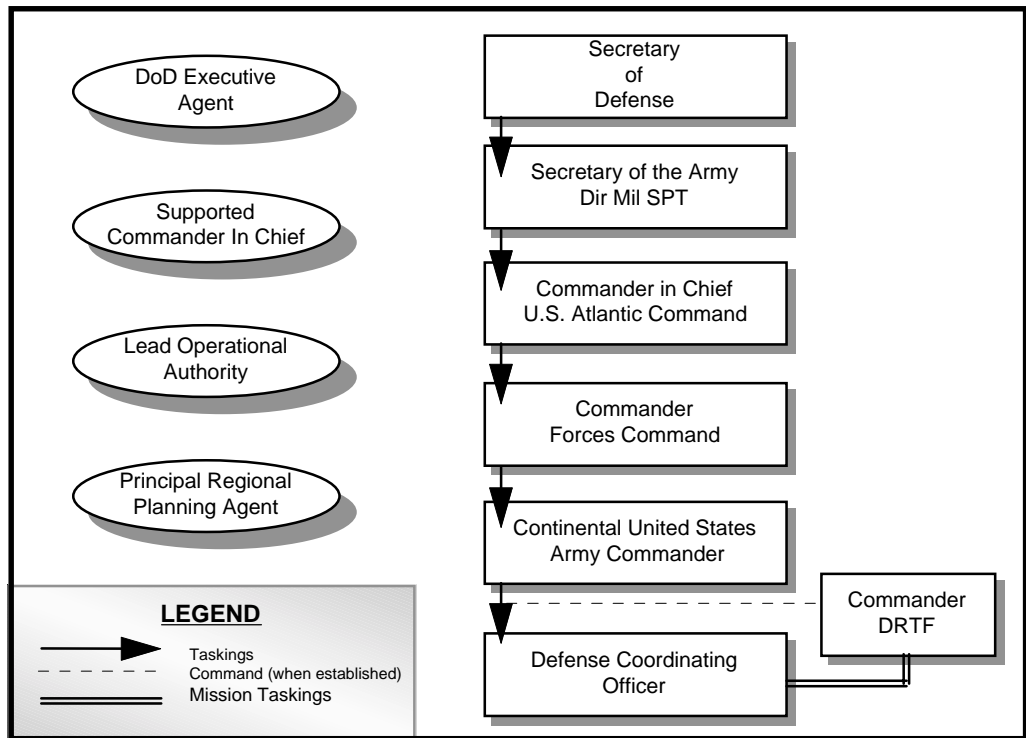 DoD Executive
Agent
Supported
Commander In Chief
Lead Operational
Authority
Principal Regional
Planning Agent
Secretary
of
Defense
Secretary of the Army
Dir Mil SPT
Commander in Chief
U.S. Atlantic Command
Commander
Forces Command
Continental United States
Army Commander
Defense Coordinating
Officer
Commander
DRTF
LEGEND
Taskings
Command (when established)
Mission Taskings